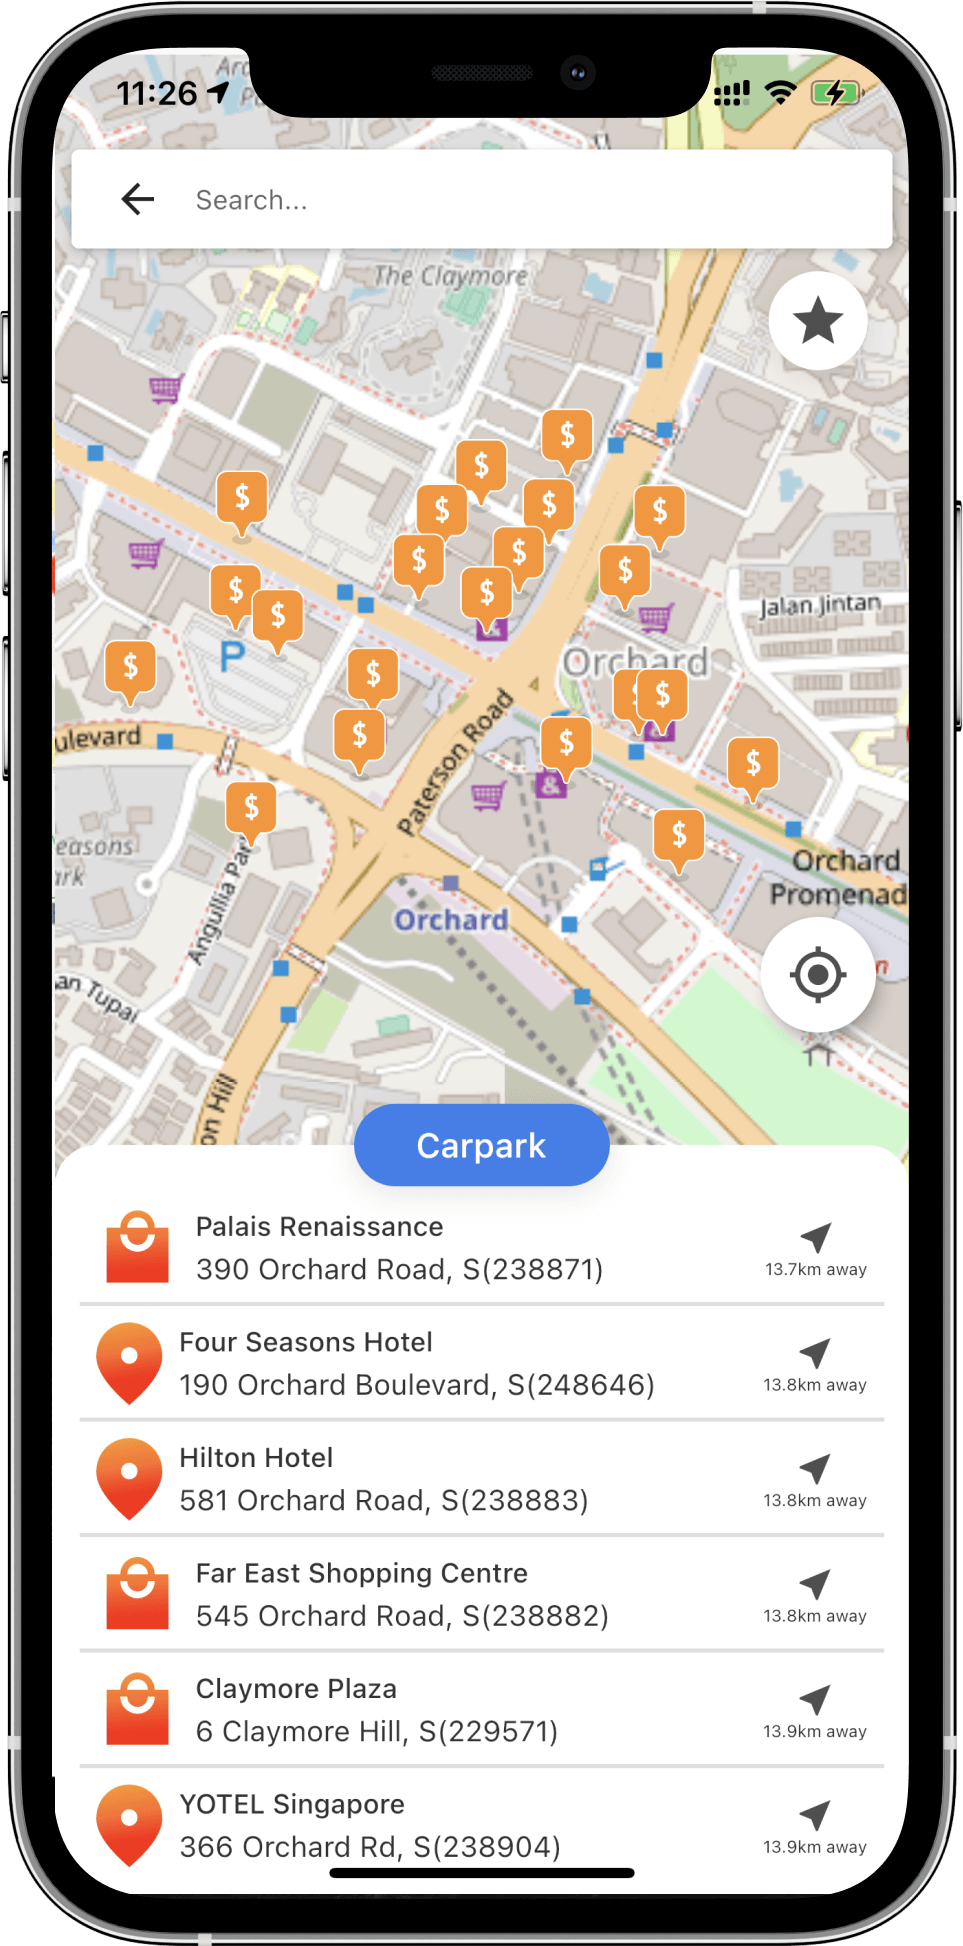 11:26
Search...
The Claymore
$
$
$
$
$
$
$
$
$
$
$
Jalan Jintan
$
P
$
Orchard
$
$
$
ulevard
$
$
$
Paterson Road
&
$
$
easons
ark
Orchard
Promenad
Angullia Park
Orchard
an Tupai
on Hill
Carpark
Palais Renaissance
390 Orchard Road, S(238871)
13.7km away
Four Seasons Hotel
190 Orchard Boulevard, S(248646)
13.8km away
Hilton Hotel
581 Orchard Road, S(238883)
13.8km away
Far East Shopping Centre
545 Orchard Road, S(238882)
13.8km away
Claymore Plaza
6 Claymore Hill, S(229571)
13.9km away
YOTEL Singapore
366 Orchard Rd, S(238904)
13.9km away